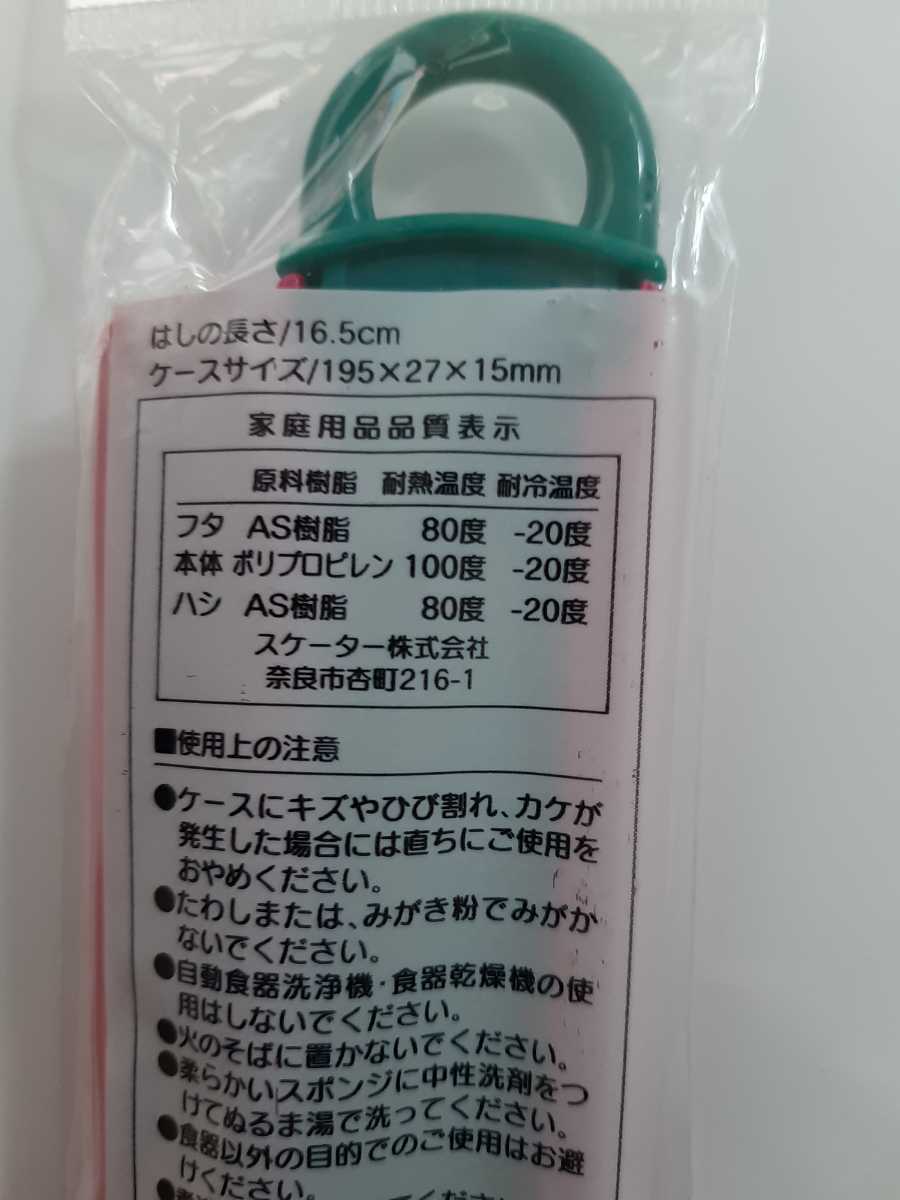 はしの長さ/16.5cm
ケースサイズ/195×27×15mm
家庭用品品質表示
原料樹脂 耐熱温度 耐冷温度
フタ AS樹脂 80度 -20度
本体 ポリプロピレン 100度 -20度
ハシ AS樹脂 80度 -20度
スケーター株式会社
奈良市杏町216-1
■使用上の注意
●ケースにキズやひび割れ、カケが
発生した場合には直ちにご使用を
おやめください。
●たわしまたは、みがき粉でみがか
ないでください。
●自動食器洗浄機・食器乾燥機の使
用はしないでください。
●火のそばに置かないでください。
●柔らかいスポンジに中性洗剤をつ
けてぬるま湯で洗ってください。
●食器以外の目的でのご使用はお避
けください。